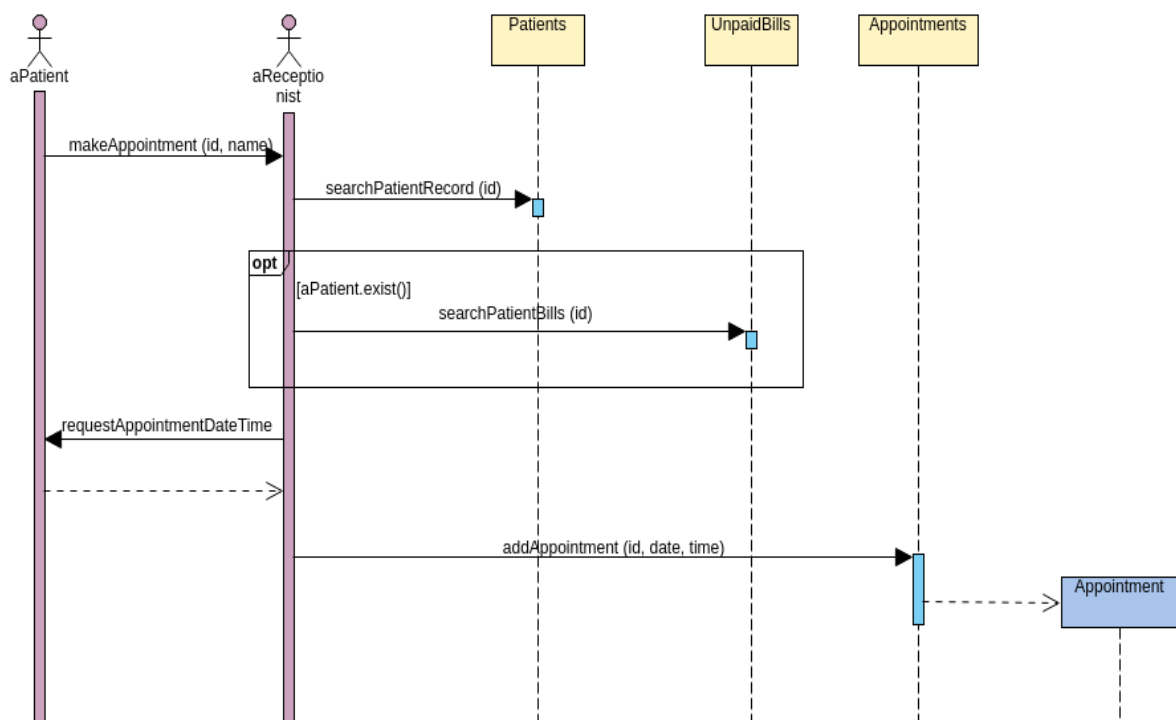 Patients
UnpaidBills
Appointments
aPatient
aReceptio
nist
makeAppointment (id, name)
searchPatientRecord (id)
opt
[aPatient.exist()]
searchPatientBills (id)
requestAppointmentDateTime
addAppointment (id, date, time)
Appointment